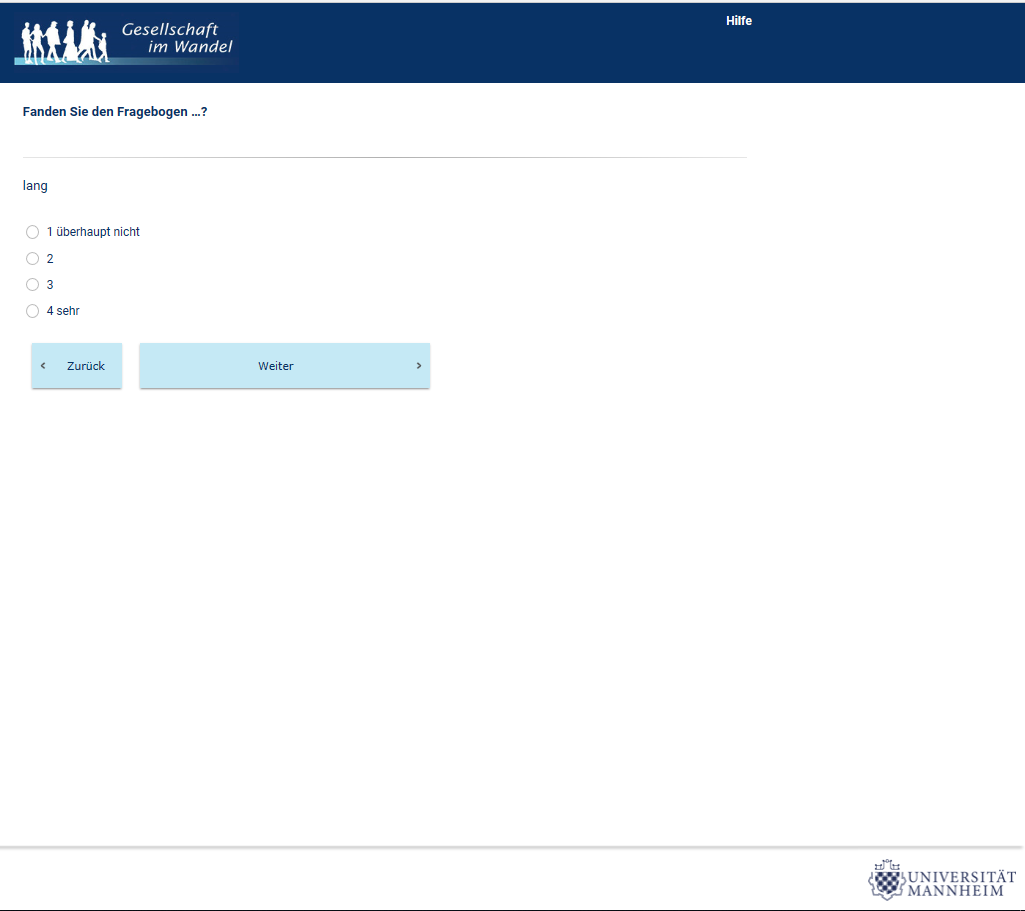 Gesellschaft
im Wandel
Hilfe
Fanden Sie den Fragebogen ...?
lang
1 überhaupt nicht
2
3
4 sehr
‹ Zurück
Weiter ›
UNIVERSITÄT
MANNHEIM